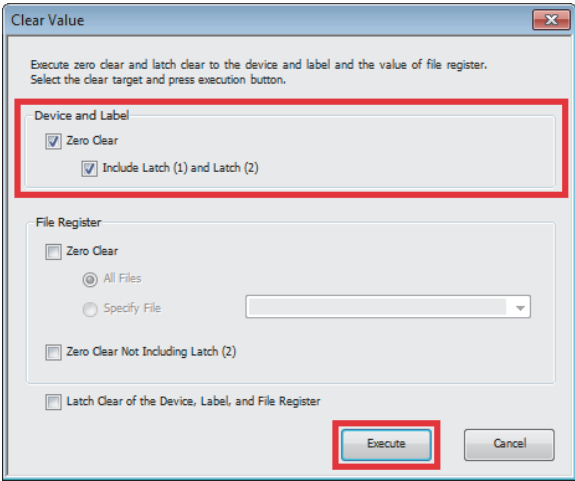 Clear Value
Execute zero clear and latch clear to the device and label and the value of file register.
Select the clear target and press execution button.
Device and Label
Zero Clear
Include Latch (1) and Latch (2)
File Register
Zero Clear
All Files
Specify File
Zero Clear Not Including Latch (2)
Latch Clear of the Device, Label, and File Register
Execute
Cancel